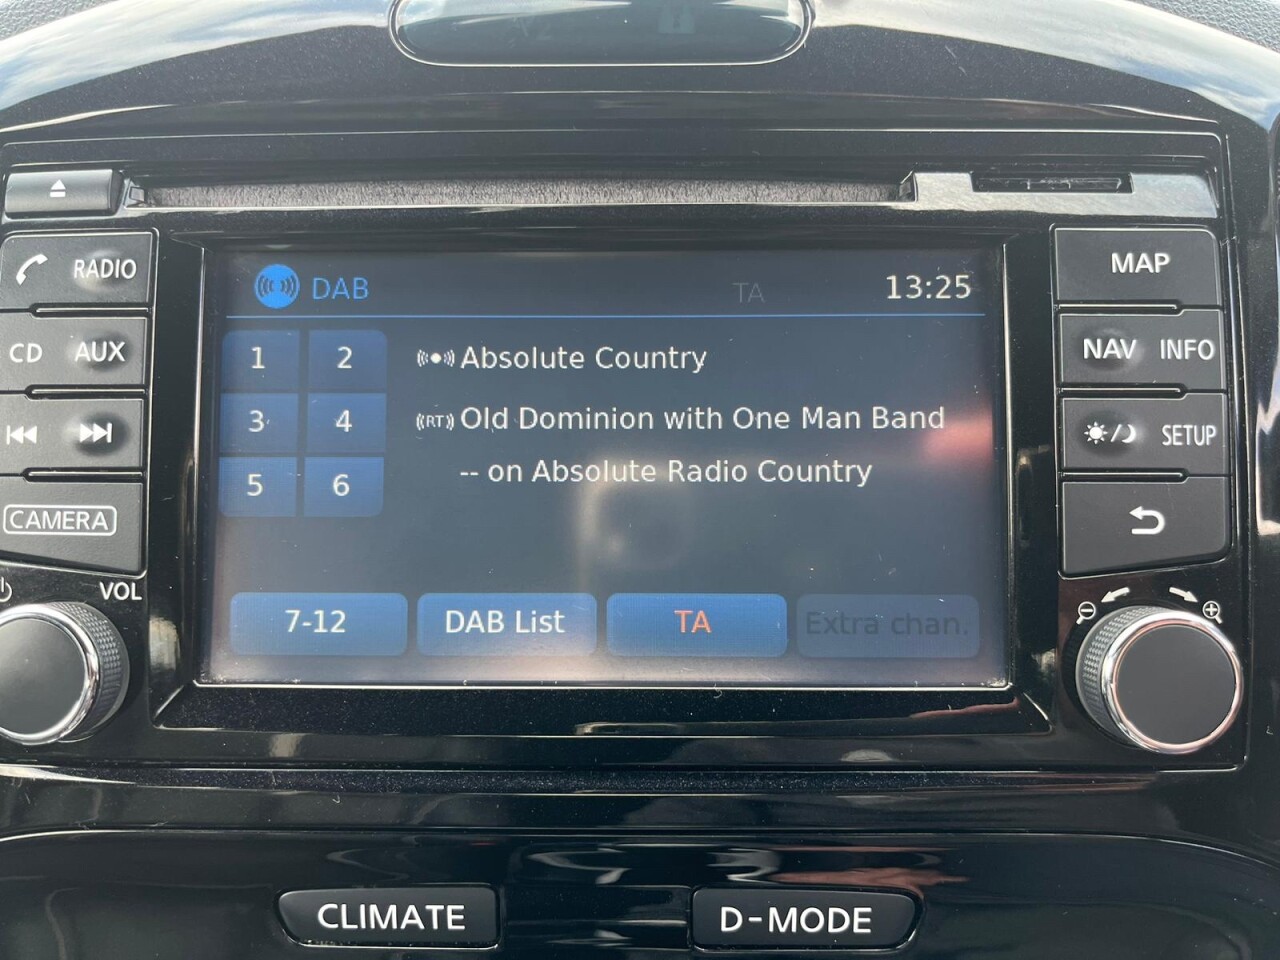 DAB
TA
13:25
1
2
Absolute Country
3
4
RT
Old Dominion with One Man Band
-- on Absolute Radio Country
5
6
7-12
DAB List
TA
Extra chan.
RADIO
CD
AUX
CAMERA
VOL
MAP
NAV
INFO
SETUP
CLIMATE
D-MODE